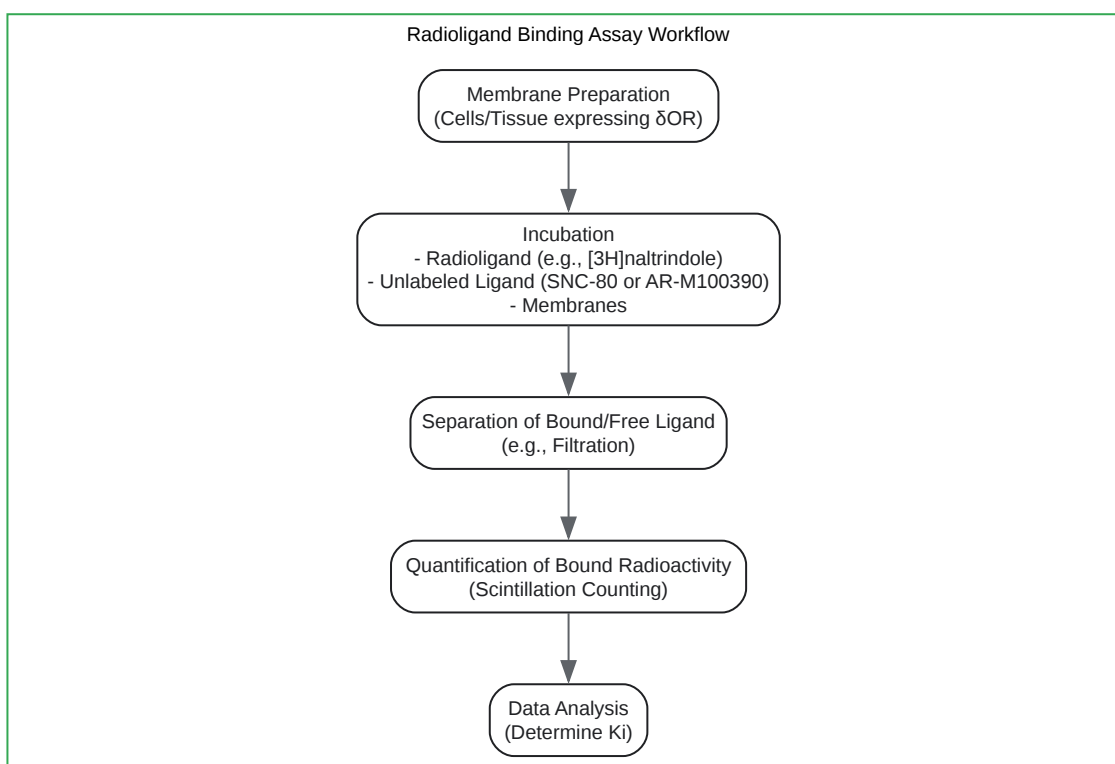 Radioligand Binding Assay Workflow
Membrane Preparation
(Cells/Tissue expressing δOR)
Incubation
- Radioligand (e.g., [3H]naltrindole)
- Unlabeled Ligand (SNC-80 or AR-M100390)
- Membranes
Separation of Bound/Free Ligand
(e.g., Filtration)
Quantification of Bound Radioactivity
(Scintillation Counting)
Data Analysis
(Determine Ki)